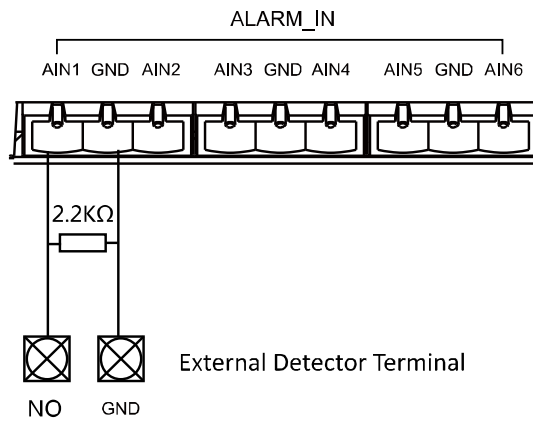 ALARM_IN
AIN1 GND AIN2 AIN3 GND AIN4 AIN5 GND AIN6
2.2KΩ
External Detector Terminal
NO GND